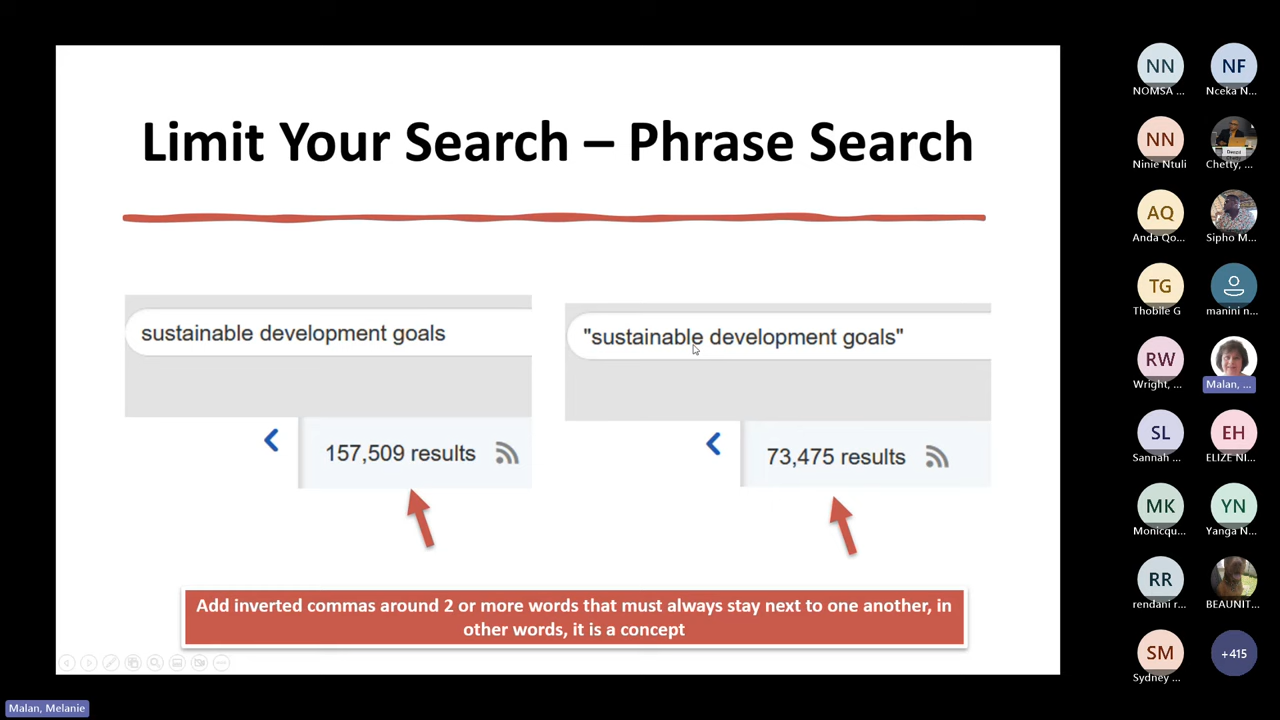 Limit Your Search – Phrase Search
sustainable development goals
157,509 results
"sustainable development goals"
73,475 results
Add inverted commas around 2 or more words that must always stay next to one another, in
other words, it is a concept
NN
NOMSA ...
NF
Nceka N...
NN
Ninie Ntuli
Chetty, ...
AQ
Anda Qo...
Sipho M...
TG
Thobile G
manini n...
RW
Wright, ...
Malan, ...
SL
Sannah ...
EH
ELIZE NI...
MK
Monicqu...
YN
Yanga N...
RR
rendani r...
BEAUNIT...
SM
Sydney ...
+415
Malan, Melanie